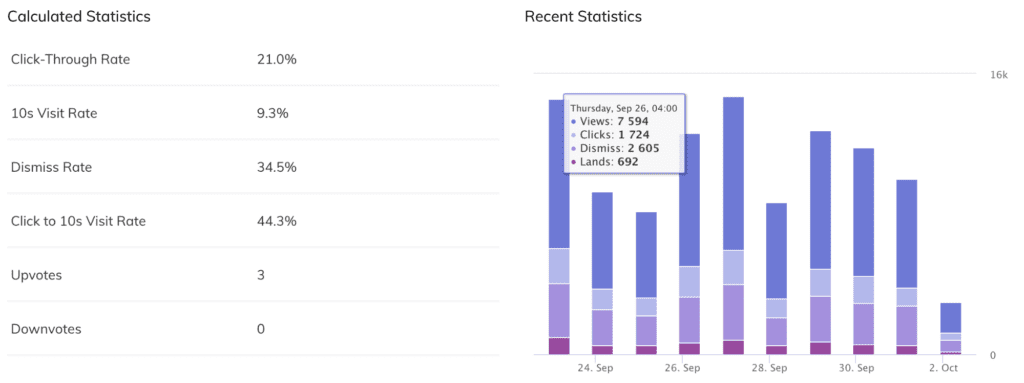 Calculated Statistics
Click-Through Rate 21.0%
10s Visit Rate 9.3%
Dismiss Rate 34.5%
Click to 10s Visit Rate 44.3%
Upvotes 3
Downvotes 0
Recent Statistics
16k
Thursday, Sep 26, 04:00
Views: 7 594
Clicks: 1 724
Dismiss: 2 605
Lands: 692
0
24. Sep 26. Sep 28. Sep 30. Sep 2. Oct